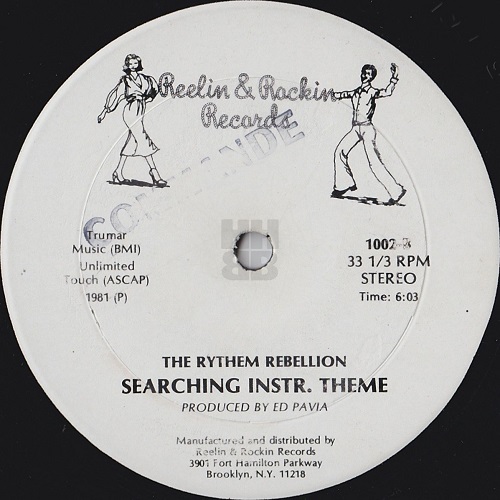 Reelin & Rockin
Records
COMMANDE
Trumar
Music (BMI)
Unlimited
Touch (ASCAP)
1981 (P)
1002-B
33 1/3 RPM
STEREO
Time: 6:03
THE RYTHEM REBELLION
SEARCHING INSTR. THEME
PRODUCED BY ED PAVIA
Manufactured and distributed by
Reelin & Rockin Records
3901 Fort Hamilton Parkway
Brooklyn, N.Y. 11218